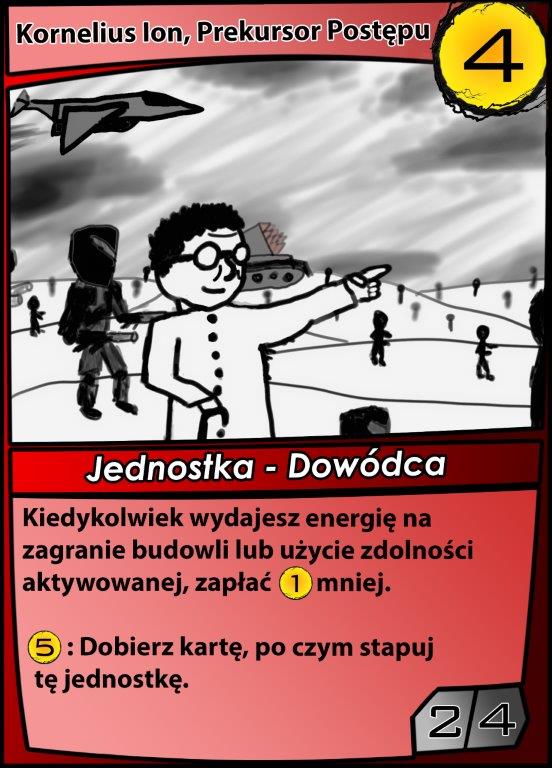 Kornelius Ion, Prekursor Postępu
4
Jednostka - Dowódca
Kiedykolwiek wydajesz energię na
zagranie budowli lub użycie zdolności
aktywowanej, zapłać 1 mniej.
5 : Dobierz kartę, po czym stapuj
tę jednostkę.
2/4